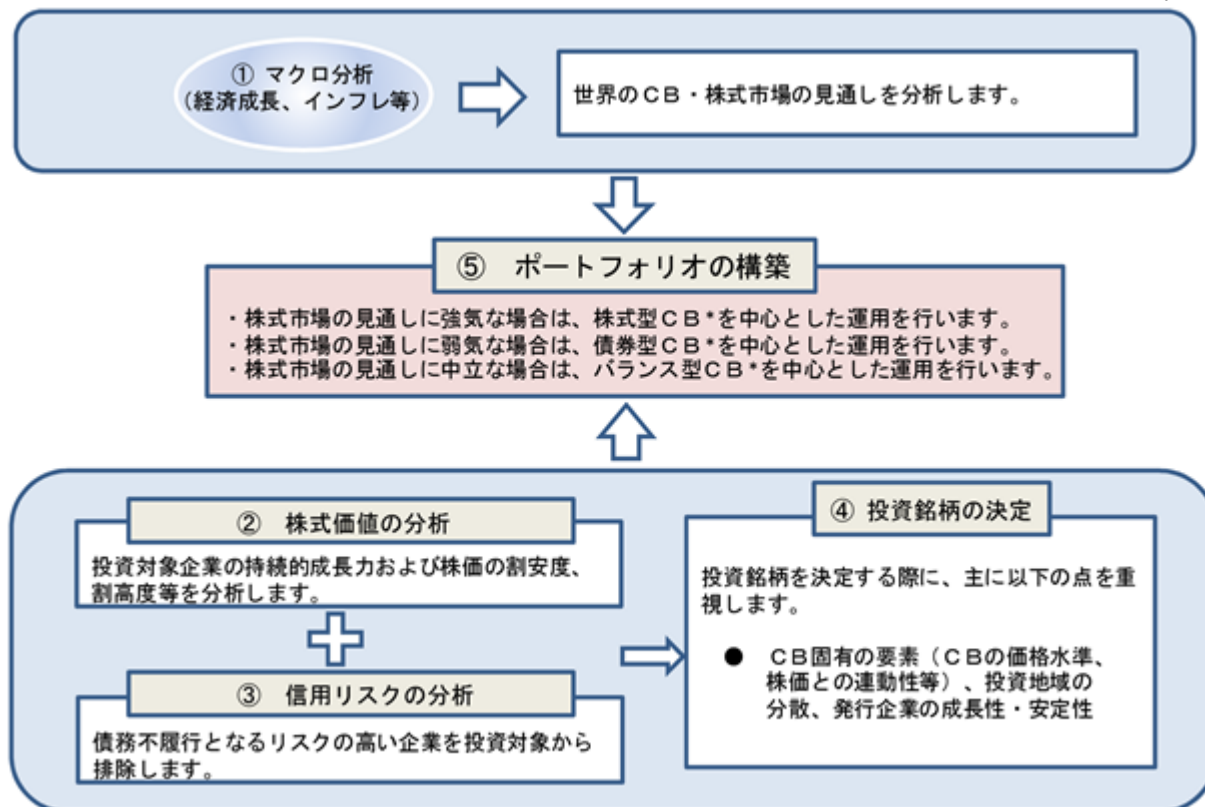 ① マクロ分析
(経済成長、インフレ等)
世界のCB・株式市場の見通しを分析します。
⑤ ポートフォリオの構築
・株式市場の見通しに強気な場合は、株式型CB*を中心とした運用を行います。
・株式市場の見通しに弱気な場合は、債券型CB*を中心とした運用を行います。
・株式市場の見通しに中立な場合は、バランス型CB*を中心とした運用を行います。
② 株式価値の分析
投資対象企業の持続的成長力および株価の割安度、
割高度等を分析します。
③ 信用リスクの分析
債務不履行となるリスクの高い企業を投資対象から
排除します。
④ 投資銘柄の決定
投資銘柄を決定する際に、主に以下の点を重
視します。
● CB固有の要素(CBの価格水準、
株価との連動性等)、投資地域の
分散、発行企業の成長性・安定性